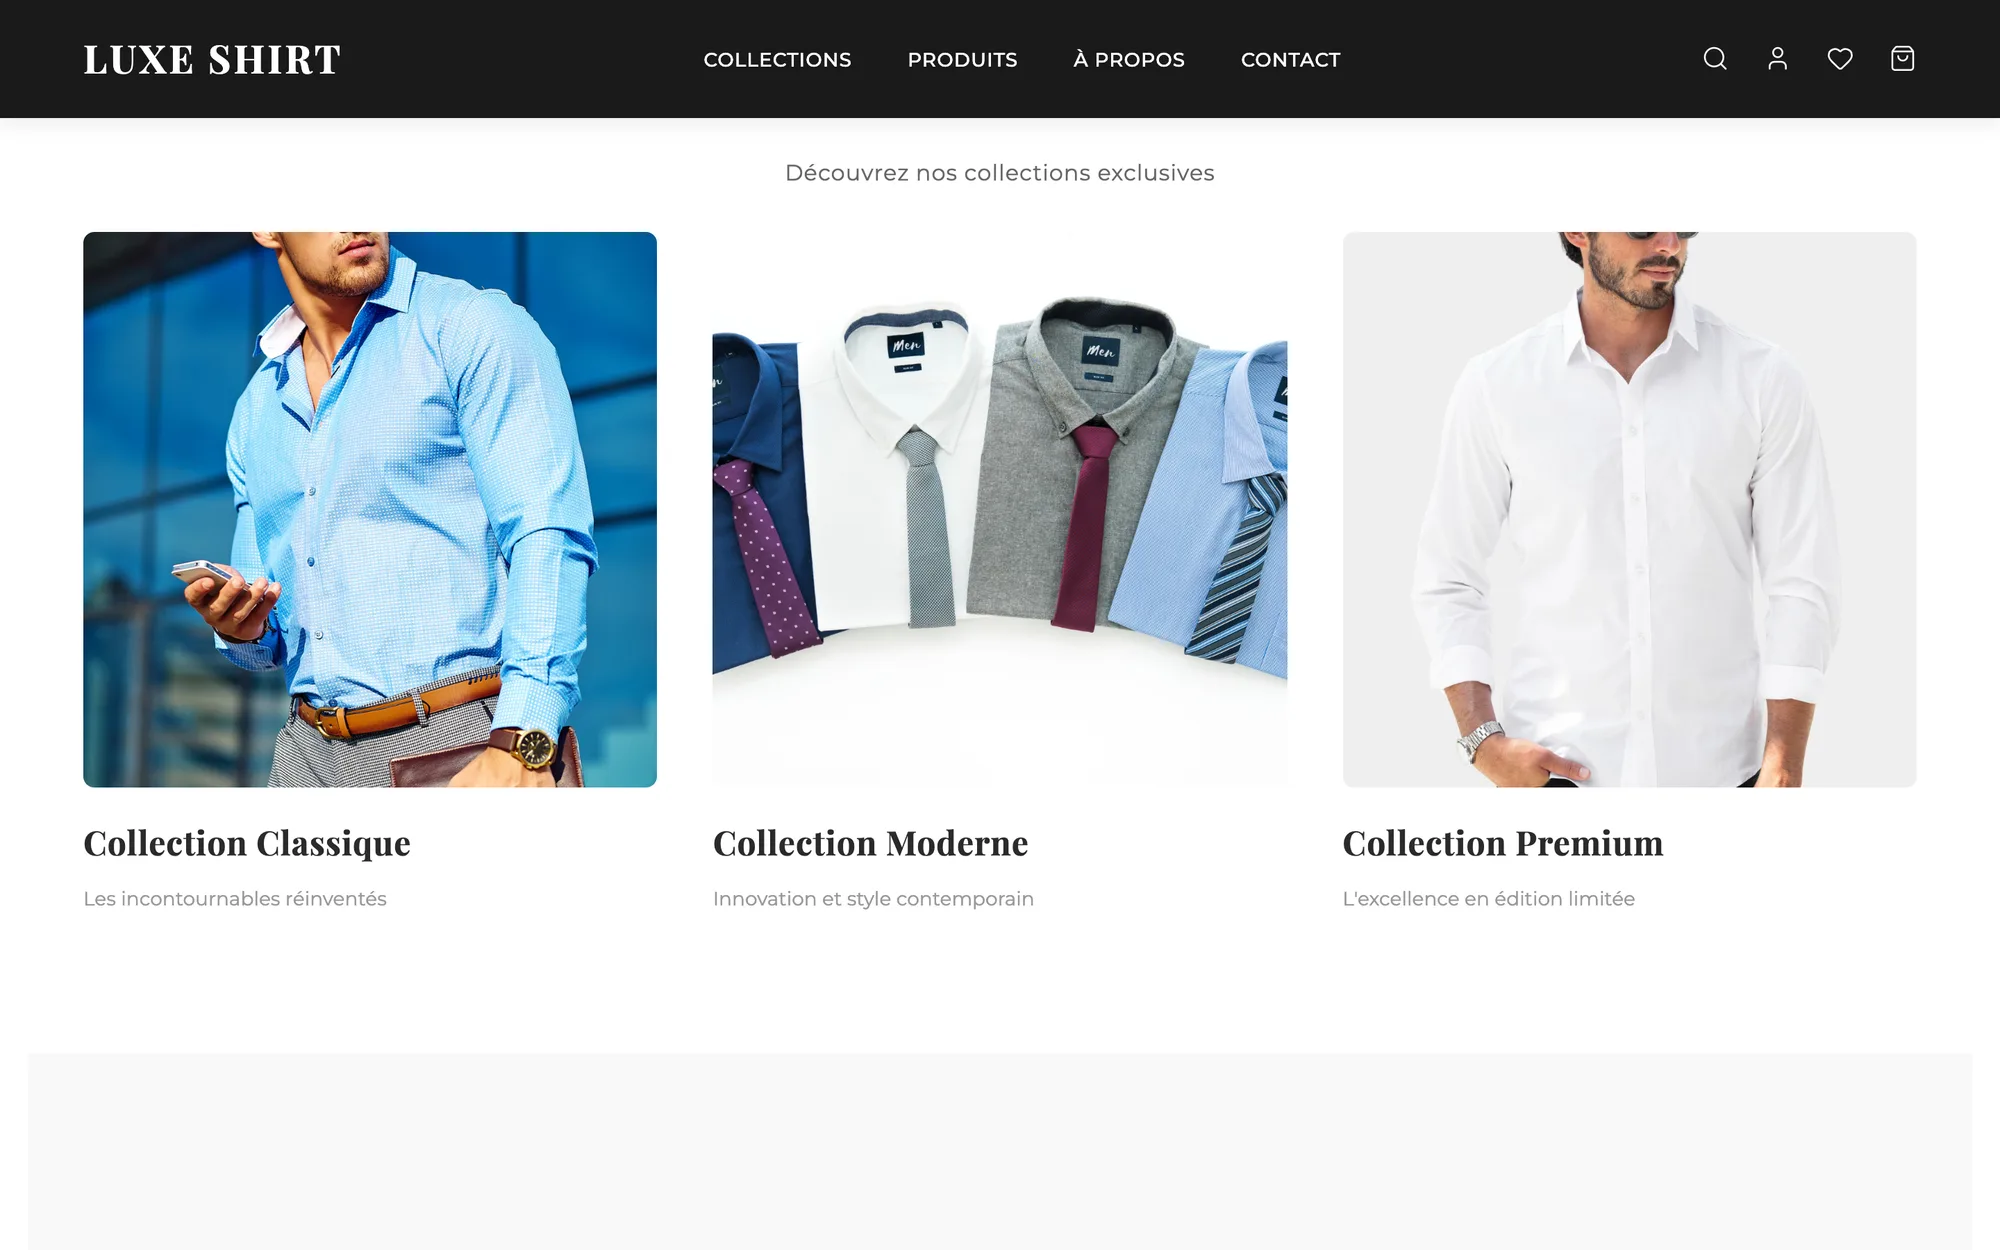 LUXE SHIRT
COLLECTIONS
PRODUITS
À PROPOS
CONTACT
Découvrez nos collections exclusives
Men
Men
Collection Classique
Collection Moderne
Collection Premium
Les incontournables réinventés
Innovation et style contemporain
L'excellence en édition limitée